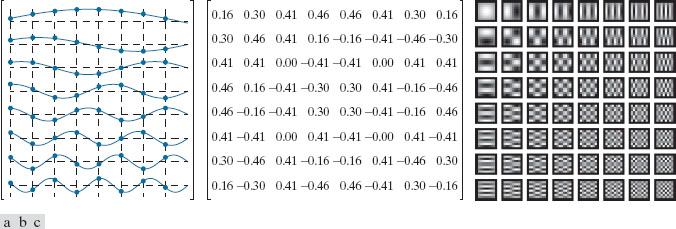 0.16 0.30 0.41 0.46 0.46 0.41 0.30 0.16
0.30 0.46 0.41 0.16 −0.16 −0.41 −0.46 −0.30
0.41 0.41 0.00 −0.41 −0.41 0.00 0.41 0.41
0.46 0.16 −0.41 −0.30 0.30 0.41 −0.16 −0.46
0.46 −0.16 −0.41 0.30 0.30 −0.41 −0.16 0.46
0.41 −0.41 0.00 0.41 −0.41 −0.00 0.41 −0.41
0.30 −0.46 0.41 −0.16 −0.16 0.41 −0.46 0.30
0.16 −0.30 0.41 −0.46 0.46 −0.41 0.30 −0.16
a b c